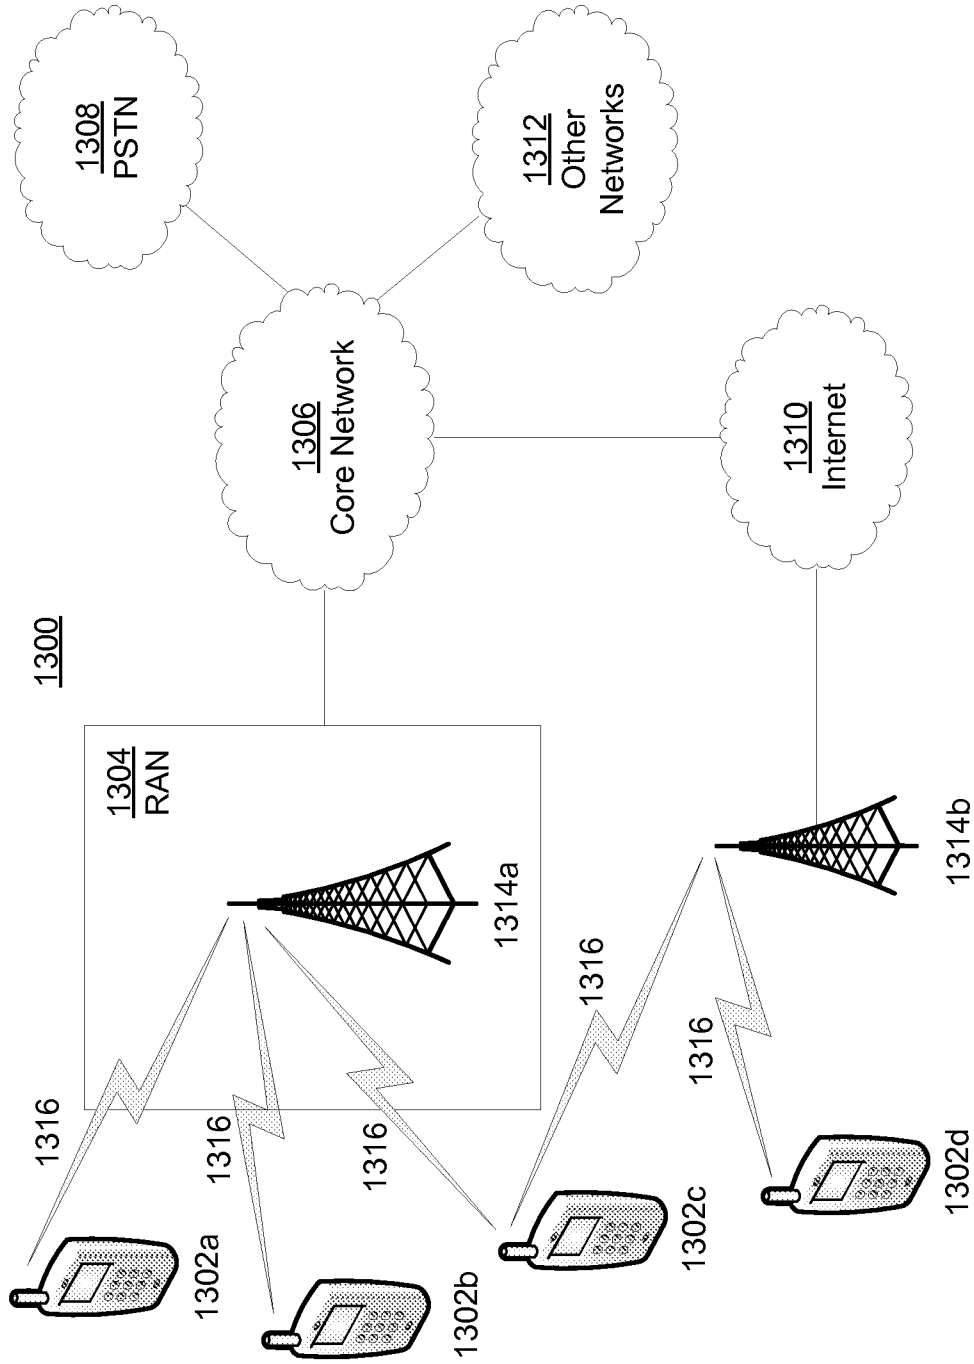 1300
1308
PSTN
1306
Core Network
1312
Other
Networks
1304
RAN
1310
Internet
1314a
1314b
1316
1316
1316
1316
1316
1302a
1302b
1302c
1302d